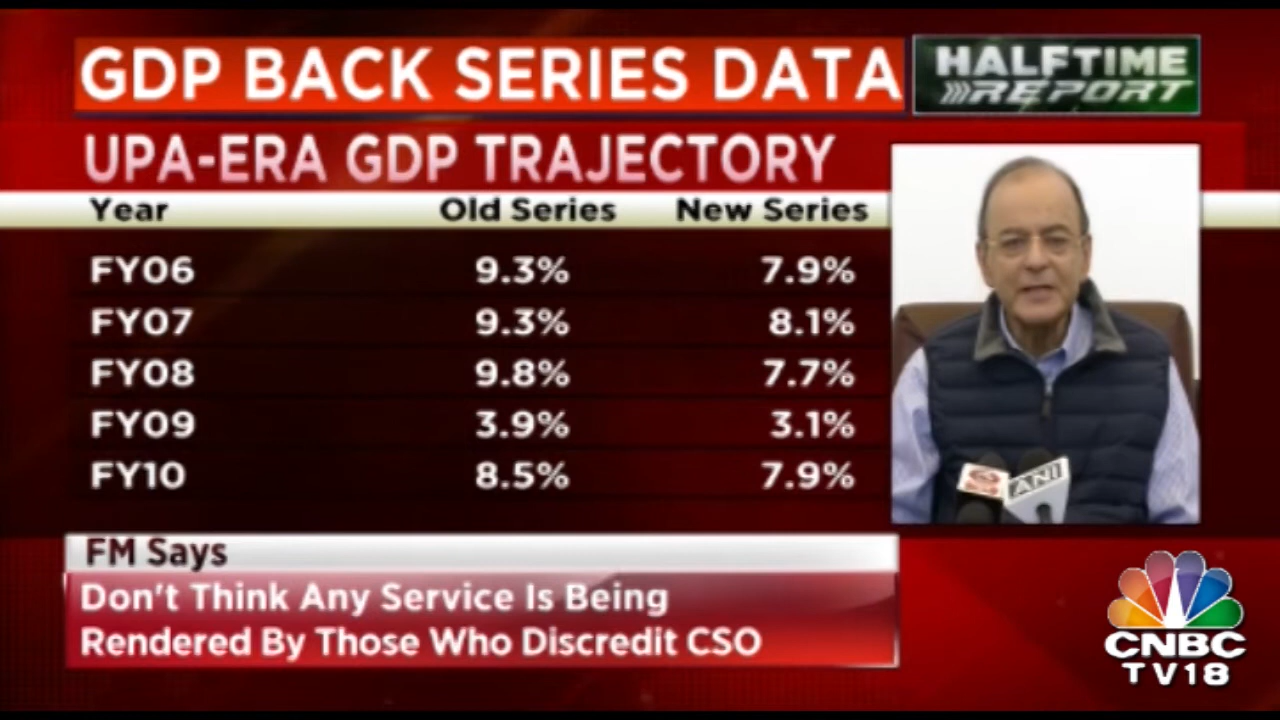 GDP BACK SERIES DATA
HALFTIME
REPORT
UPA-ERA GDP TRAJECTORY
Year Old Series New Series
FY06 9.3% 7.9%
FY07 9.3% 8.1%
FY08 9.8% 7.7%
FY09 3.9% 3.1%
FY10 8.5% 7.9%
ANI
FM Says
Don't Think Any Service Is Being
Rendered By Those Who Discredit CSO
CNBC
TV18